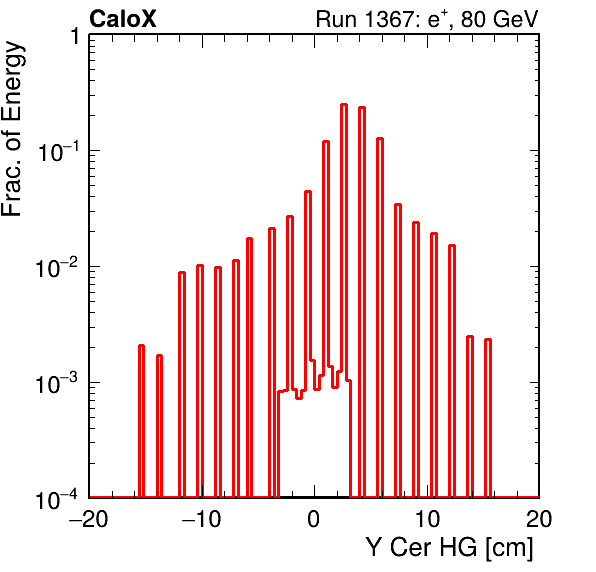 CaloX Run 1367: e⁺, 80 GeV
Frac. of Energy
1
10⁻¹
10⁻²
10⁻³
10⁻⁴
−20 −10 0 10 20
Y Cer HG [cm]